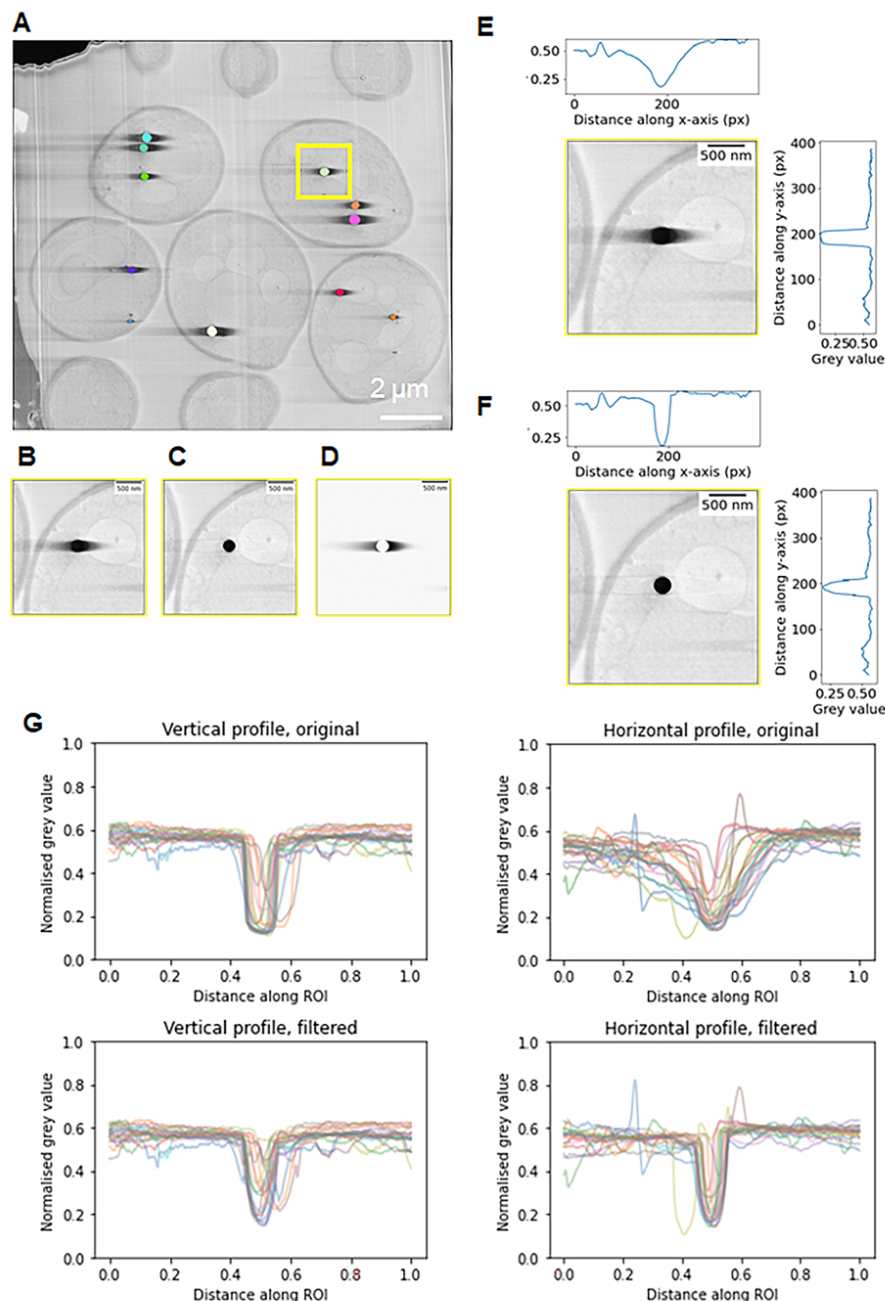 A
2 µm
B
C
D
500 nm
500 nm
500 nm
E
0.50
0.25
0
200
Distance along x-axis (px)
500 nm
Distance along y-axis (px)
400
300
200
100
0
0.25 0.50
Grey value
F
0.50
0.25
0
200
Distance along x-axis (px)
500 nm
Distance along y-axis (px)
400
300
200
100
0
0.25 0.50
Grey value
G
Vertical profile, original
Normalised grey value
1.0
0.8
0.6
0.4
0.2
0.0
0.0 0.2 0.4 0.6 0.8 1.0
Distance along ROI
Horizontal profile, original
Normalised grey value
1.0
0.8
0.6
0.4
0.2
0.0
0.0 0.2 0.4 0.6 0.8 1.0
Distance along ROI
Vertical profile, filtered
Normalised grey value
1.0
0.8
0.6
0.4
0.2
0.0
0.0 0.2 0.4 0.6 0.8 1.0
Distance along ROI
Horizontal profile, filtered
Normalised grey value
1.0
0.8
0.6
0.4
0.2
0.0
0.0 0.2 0.4 0.6 0.8 1.0
Distance along ROI